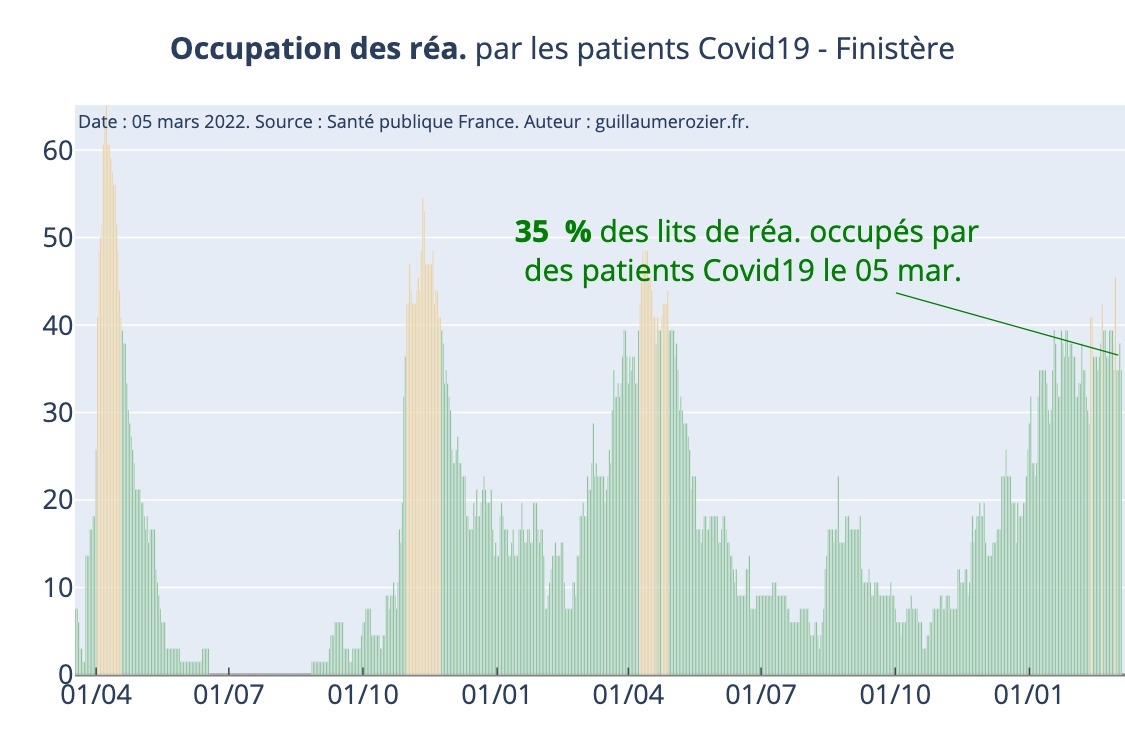 Occupation des réa. par les patients Covid19 - Finistère
Date : 05 mars 2022. Source : Santé publique France. Auteur : guillaumerozier.fr.
60
50
35 % des lits de réa. occupés par
des patients Covid19 le 05 mar.
40
30
20
10
0
01/04 01/07 01/10 01/01 01/04 01/07 01/10 01/01